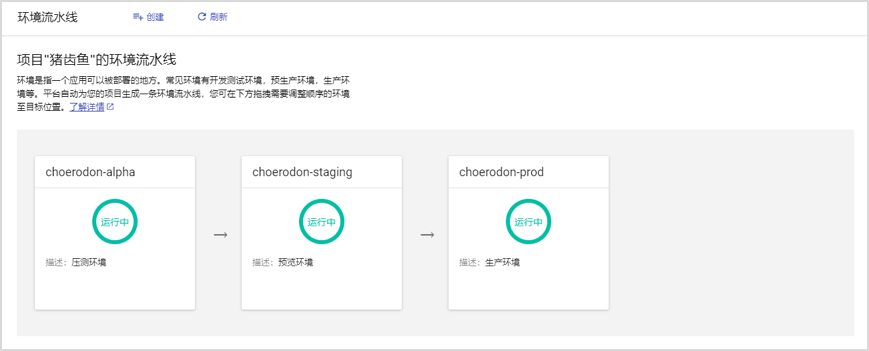 环境流水线 创建 刷新
项目"猪齿鱼"的环境流水线
环境是指一个应用可以被部署的地方。常见环境有开发测试环境，预生产环境，生产环
境等。平台自动为您的项目生成一条环境流水线，您可在下方拖拽需要调整顺序的环境
至目标位置。了解详情
choerodon-alpha choerodon-staging choerodon-prod
运行中 运行中 运行中
描述：压测环境 描述：预览环境 描述：生产环境